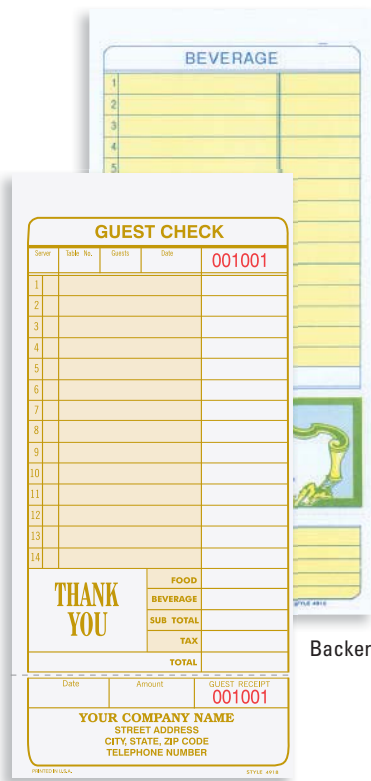 BEVERAGE
1
2
3
4
5
GUEST CHECK
Server Table No. Guests Date 001001
1
2
3
4
5
6
7
8
9
10
11
12
13
14
THANK
YOU
FOOD
BEVERAGE
SUB TOTAL
TAX
TOTAL
Date Amount GUEST RECEIPT
001001
YOUR COMPANY NAME
STREET ADDRESS
CITY, STATE, ZIP CODE
TELEPHONE NUMBER
PRINTED IN U.S.A. STYLE 4918
STYLE 4918
Backer